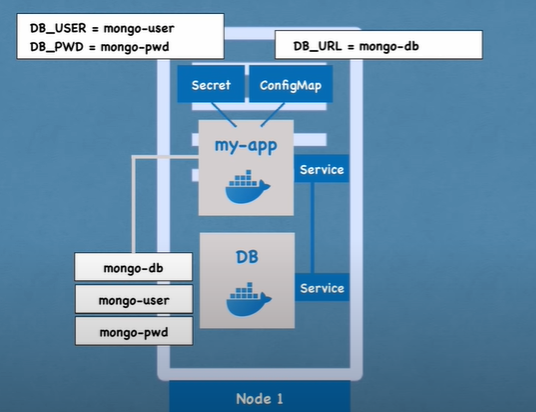 DB_USER = mongo-user
DB_PWD = mongo-pwd
DB_URL = mongo-db
Secret
ConfigMap
my-app
Service
DB
Service
mongo-db
mongo-user
mongo-pwd
Node 1